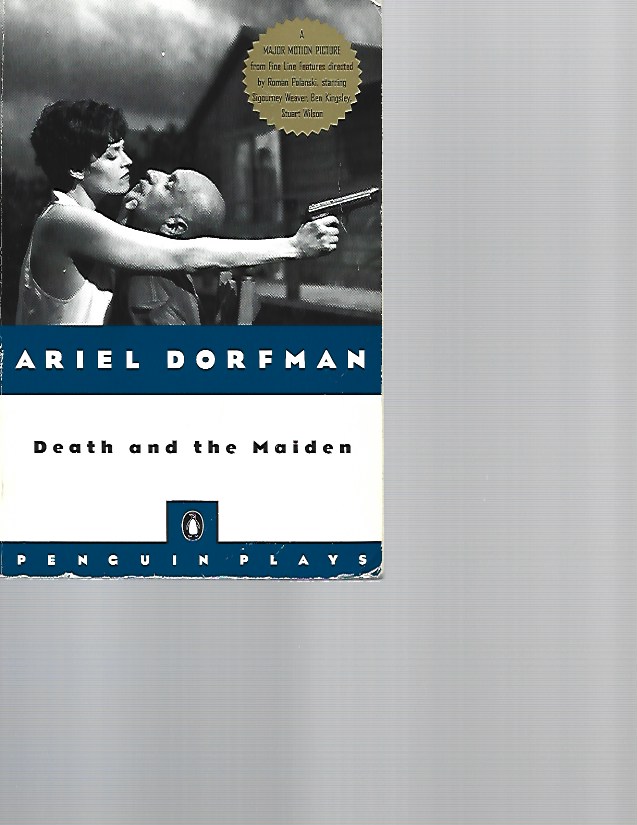 A
MAJOR MOTION PICTURE
from Fine Line Features directed
by Roman Polanski, starring
Sigourney Weaver, Ben Kingsley,
Stuart Wilson
ARIEL DORFMAN
Death and the Maiden
PENGUIN PLAYS